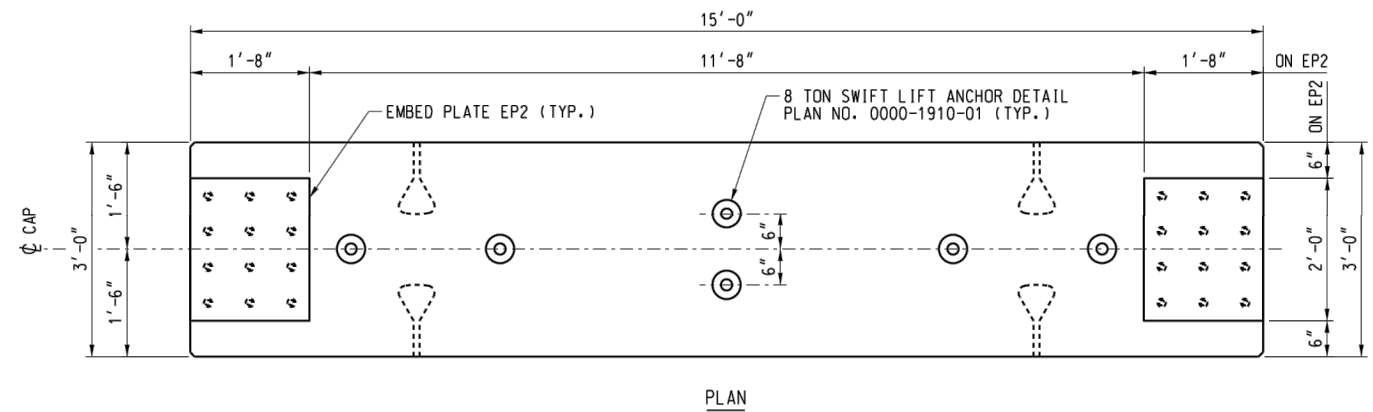 15'-0"
1'-8"
11'-8"
1'-8"
ON EP2
EMBED PLATE EP2 (TYP.)
8 TON SWIFT LIFT ANCHOR DETAIL
PLAN NO. 0000-1910-01 (TYP.)
ON EP2
6"
1'-6"
℄ CAP
3'-0"
1'-6"
6"
6"
2'-0"
3'-0"
6"
PLAN